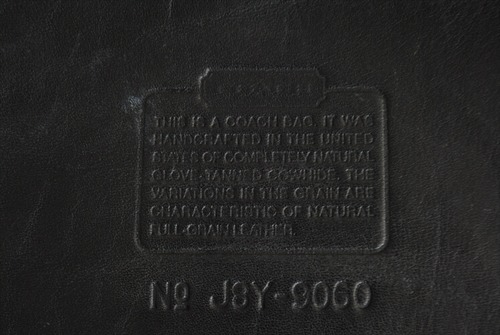 THIS IS A COACH BAG. IT WAS
HANDCRAFTED IN THE UNITED
STATES OF COMPLETELY NATURAL
GLOVE-TANNED COWHIDE. THE
VARIATIONS IN THE GRAIN ARE
CHARACTERISTIC OF NATURAL
FULL-GRAIN LEATHER.
No J8Y-9060